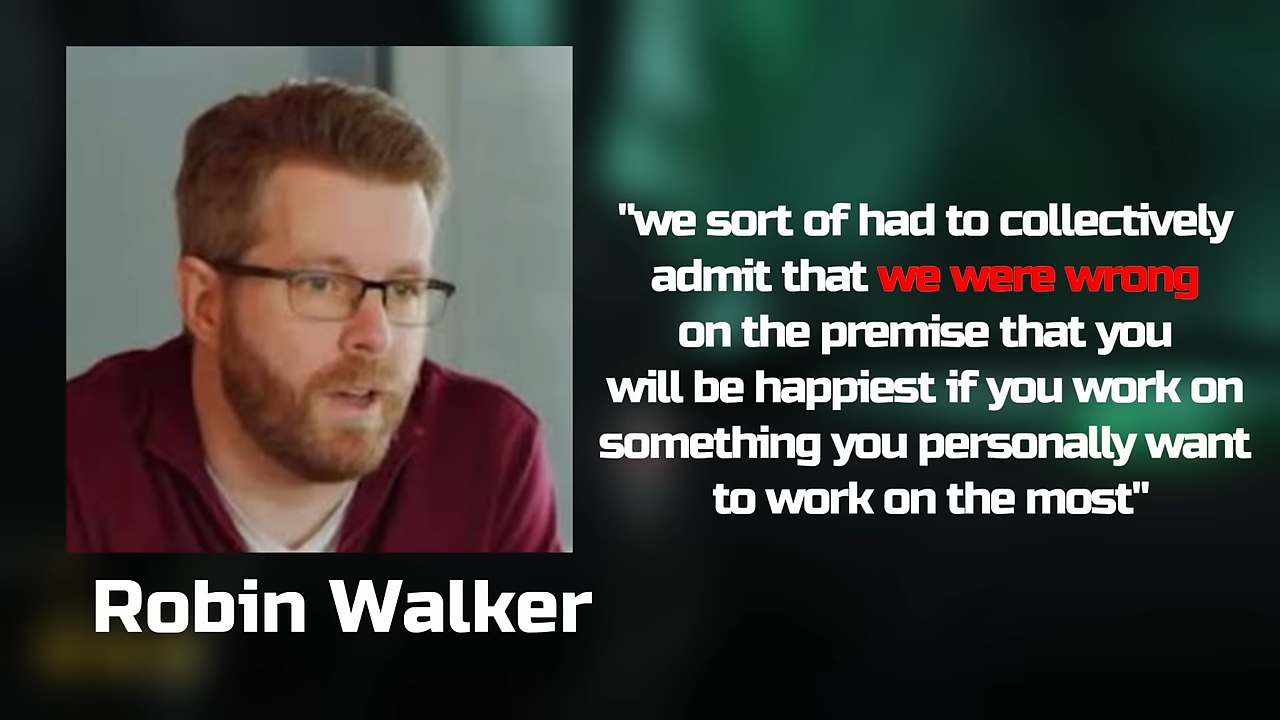 "we sort of had to collectively
admit that we were wrong
on the premise that you
will be happiest if you work on
something you personally want
to work on the most"
Robin Walker